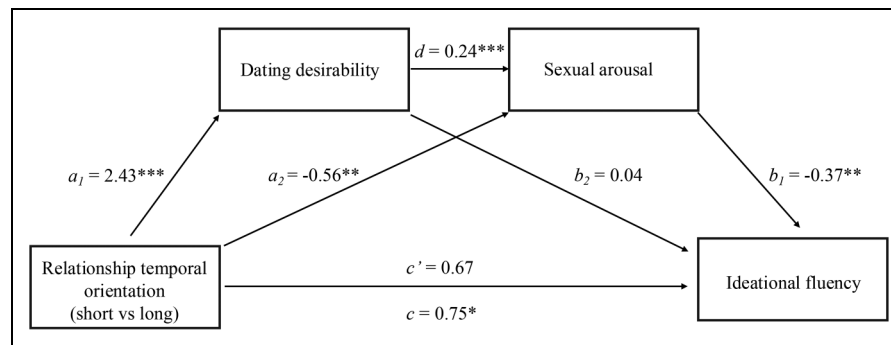 d = 0.24***
Dating desirability
Sexual arousal
a1 = 2.43***
a2 = -0.56**
b2 = 0.04
b1 = -0.37**
Relationship temporal
orientation
(short vs long)
c’ = 0.67
Ideational fluency
c = 0.75*